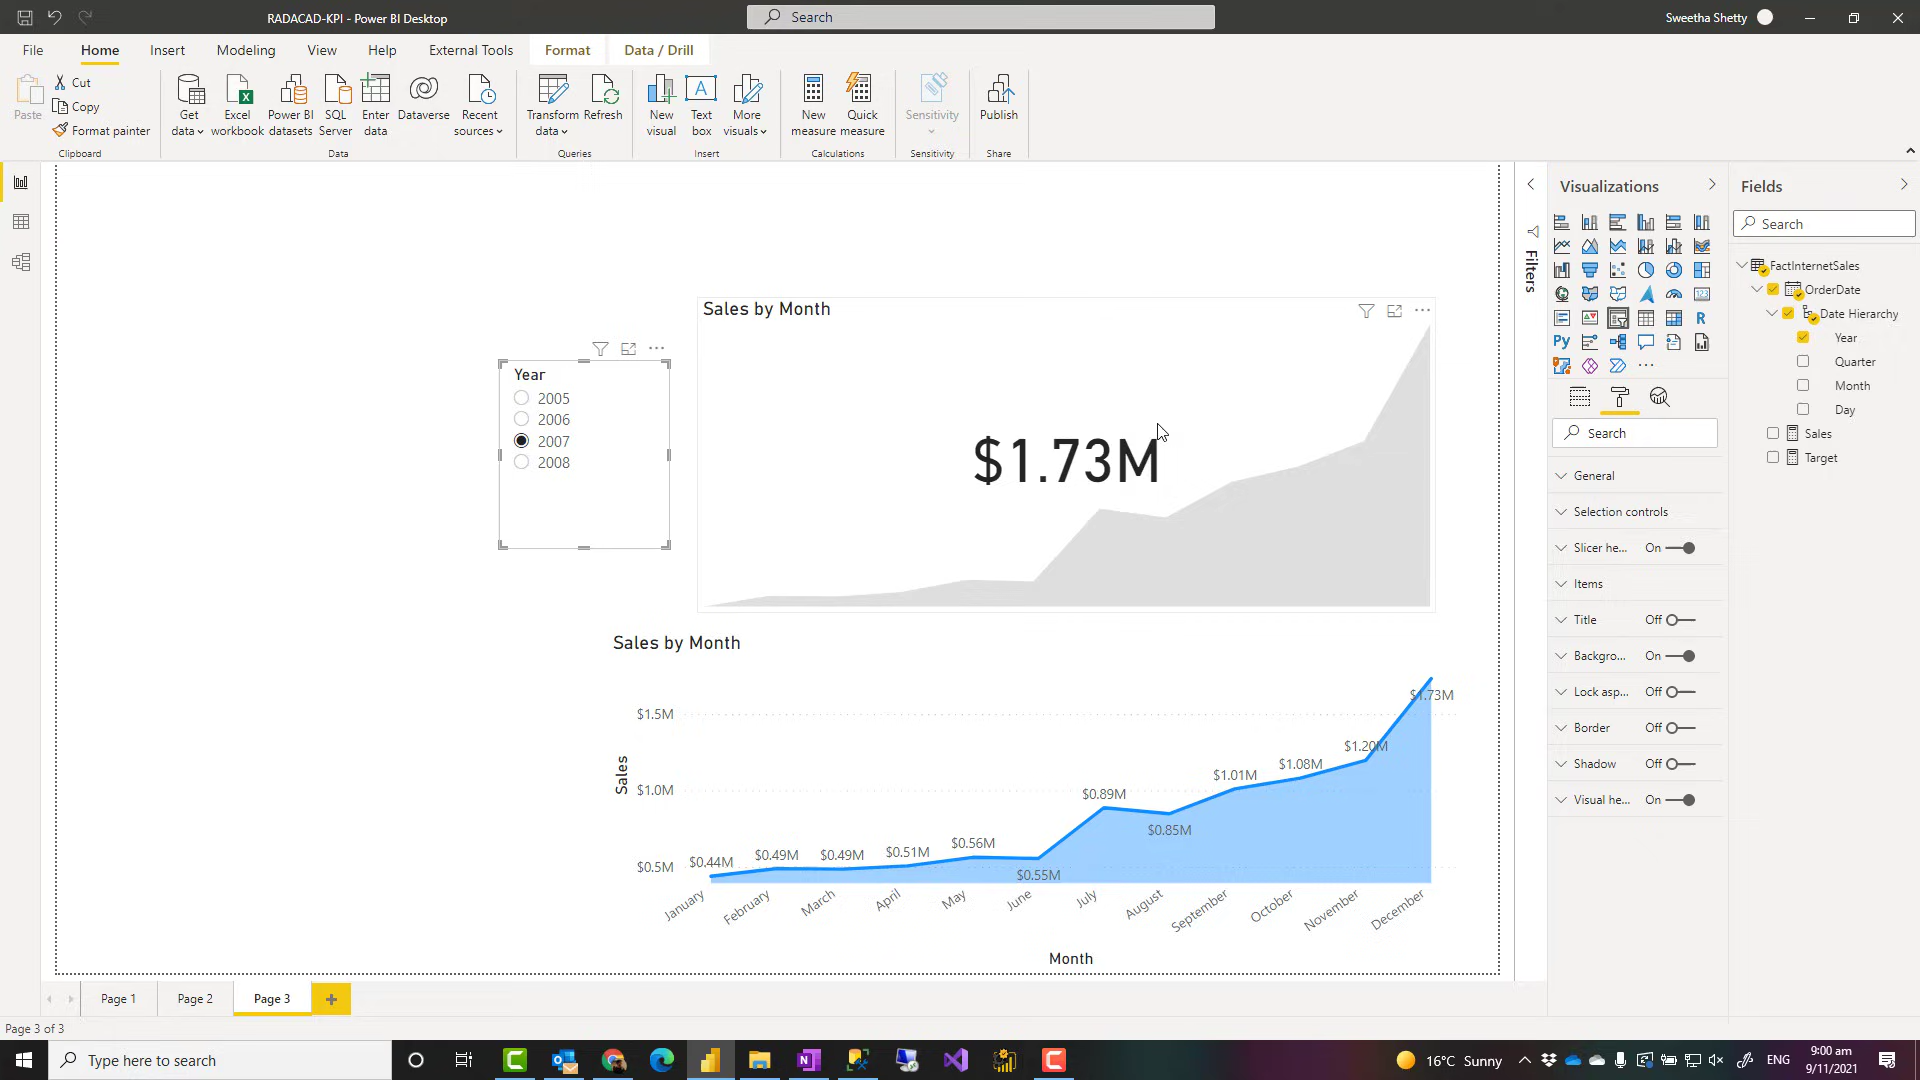 RADACAD-KPI - Power BI Desktop
Search
Sweetha Shetty
File
Home
Insert
Modeling
View
Help
External Tools
Format
Data / Drill
Paste
Cut
Copy
Format painter
Clipboard
Get data
Excel workbook
Power BI datasets
SQL Server
Enter data
Dataverse
Recent sources
Data
Transform data
Refresh
Queries
New visual
Text box
More visuals
Insert
New measure
Quick measure
Calculations
Sensitivity
Sensitivity
Publish
Share
Sales by Month
$1.73M
Year
2005
2006
2007
2008
Sales by Month
Sales
$1.5M
$1.0M
$0.5M
$0.44M
$0.49M
$0.49M
$0.51M
$0.56M
$0.55M
$0.89M
$0.85M
$1.01M
$1.08M
$1.20M
$1.73M
January
February
March
April
May
June
July
August
September
October
November
December
Month
Filters
Visualizations
R
Py
123
Search
General
Selection controls
Slicer he... On
Items
Title Off
Backgro... On
Lock asp... Off
Border Off
Shadow Off
Visual he... On
Fields
Search
FactInternetSales
OrderDate
Date Hierarchy
Year
Quarter
Month
Day
Sales
Target
Page 1
Page 2
Page 3
Page 3 of 3
Type here to search
16°C Sunny
ENG
9:00 am
9/11/2021